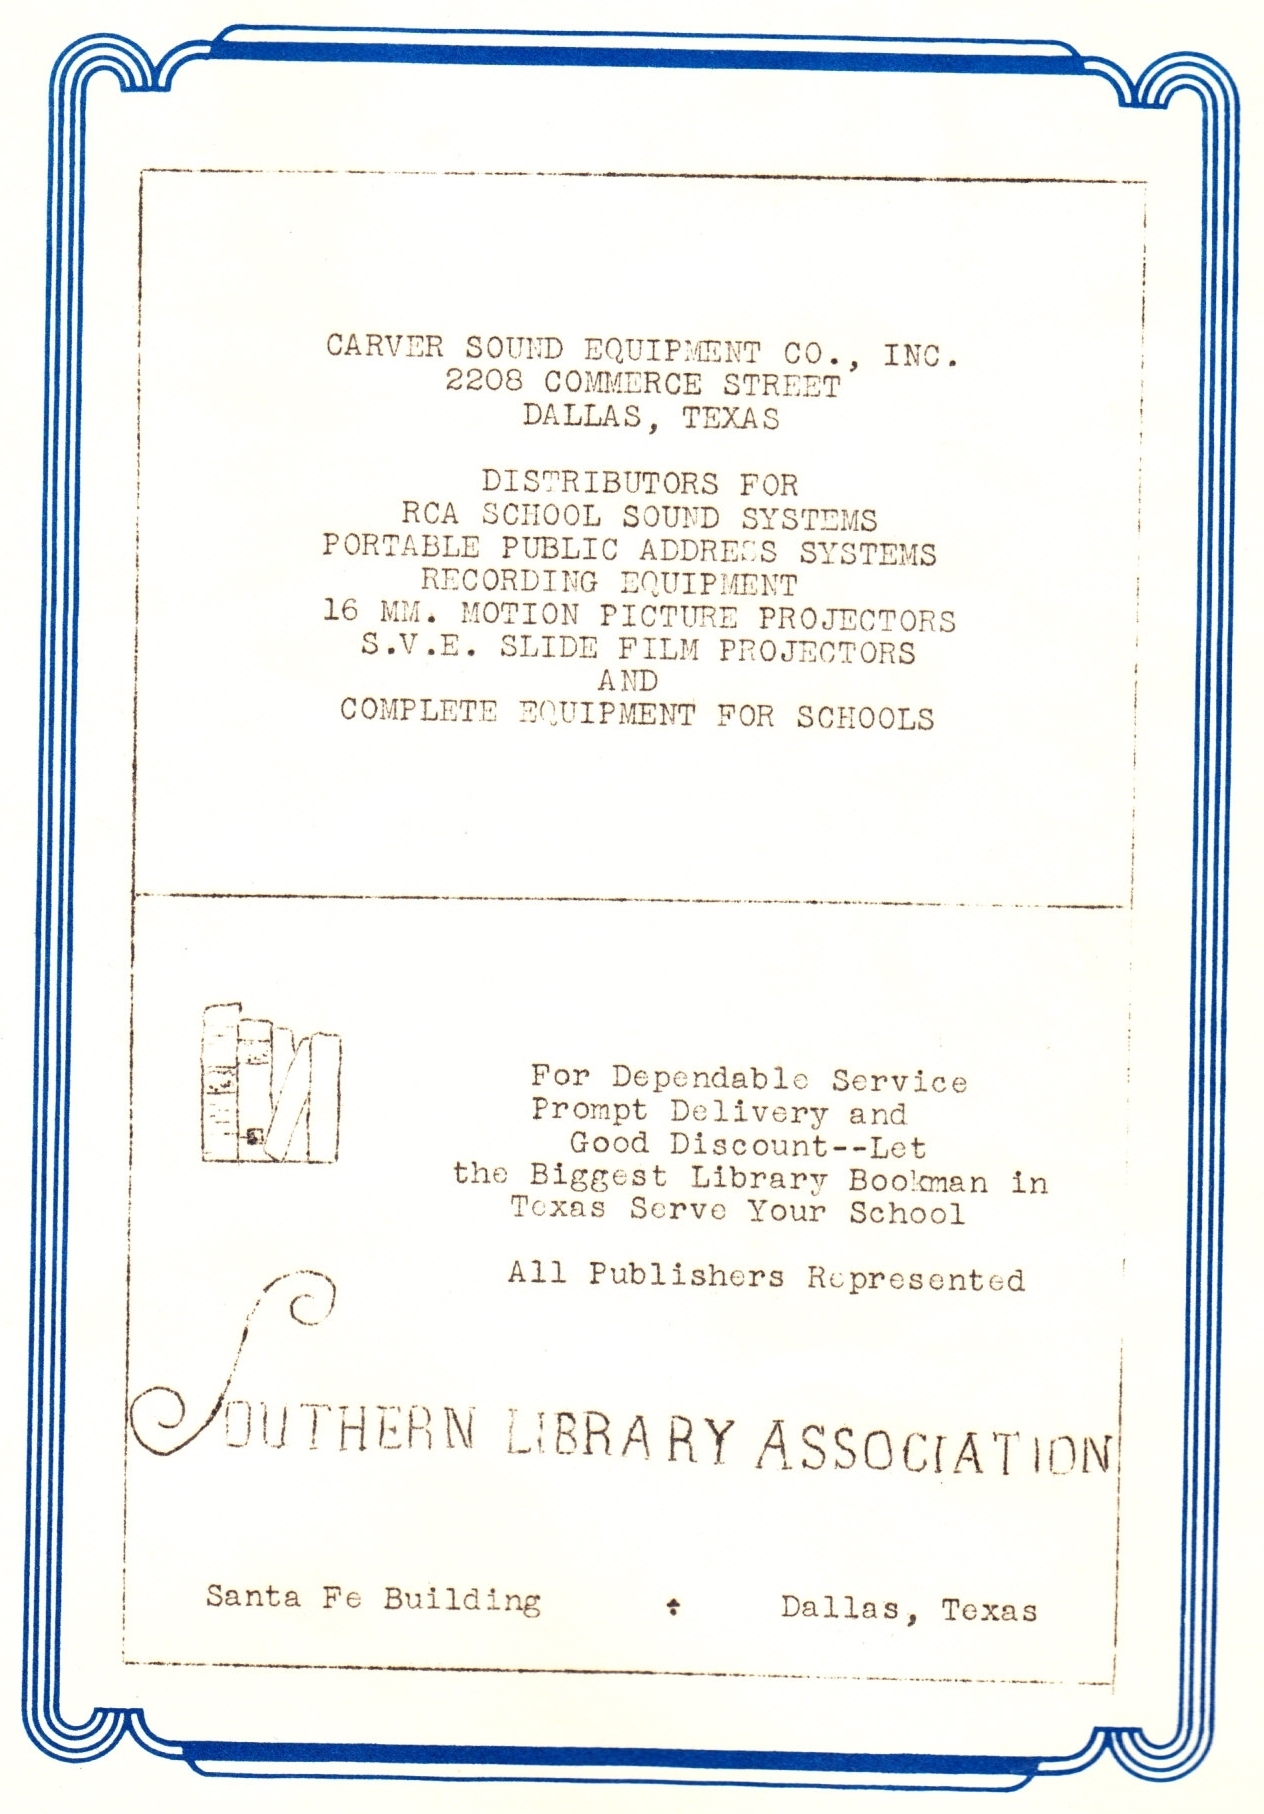 CARVER SOUND EQUIPMENT CO., INC.
2208 COMMERCE STREET
DALLAS, TEXAS
DISTRIBUTORS FOR
RCA SCHOOL SOUND SYSTEMS
PORTABLE PUBLIC ADDRESS SYSTEMS
RECORDING EQUIPMENT
16 MM. MOTION PICTURE PROJECTORS
S.V.E. SLIDE FILM PROJECTORS
AND
COMPLETE EQUIPMENT FOR SCHOOLS
For Dependable Service
Prompt Delivery and
Good Discount--Let
the Biggest Library Bookman in
Texas Serve Your School
All Publishers Represented
SOUTHERN LIBRARY ASSOCIATION
Santa Fe Building Dallas, Texas